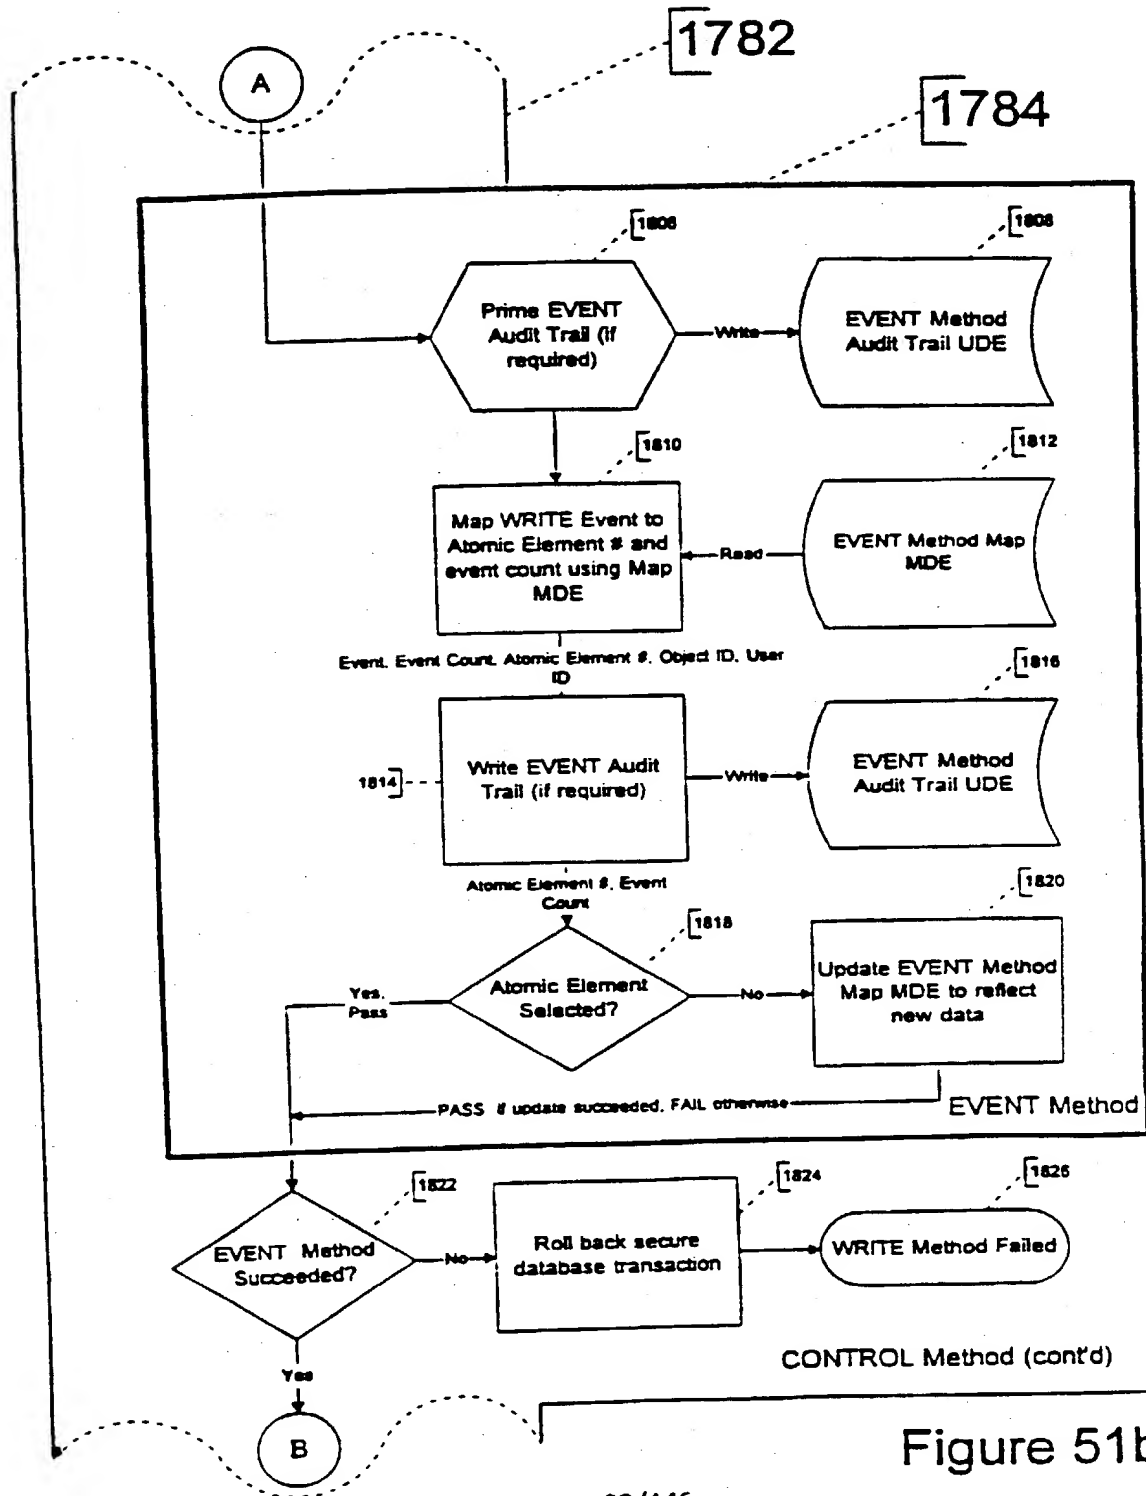 1782
A
1784
1806
1808
Prime EVENT
Audit Trail (if
required)
Write
EVENT Method
Audit Trail UDE
1810
1812
Map WRITE Event to
Atomic Element # and
event count using Map
MDE
Read
EVENT Method Map
MDE
Event, Event Count, Atomic Element #, Object ID, User
ID
1816
1814
Write EVENT Audit
Trail (if required)
Write
EVENT Method
Audit Trail UDE
Atomic Element #, Event
Count
1818
1820
Yes,
Pass
Atomic Element
Selected?
No
Update EVENT Method
Map MDE to reflect
new data
PASS if update succeeded, FAIL otherwise
EVENT Method
1822
1824
1826
EVENT Method
Succeeded?
No
Roll back secure
database transaction
WRITE Method Failed
Yes
CONTROL Method (cont'd)
B
Figure 51b